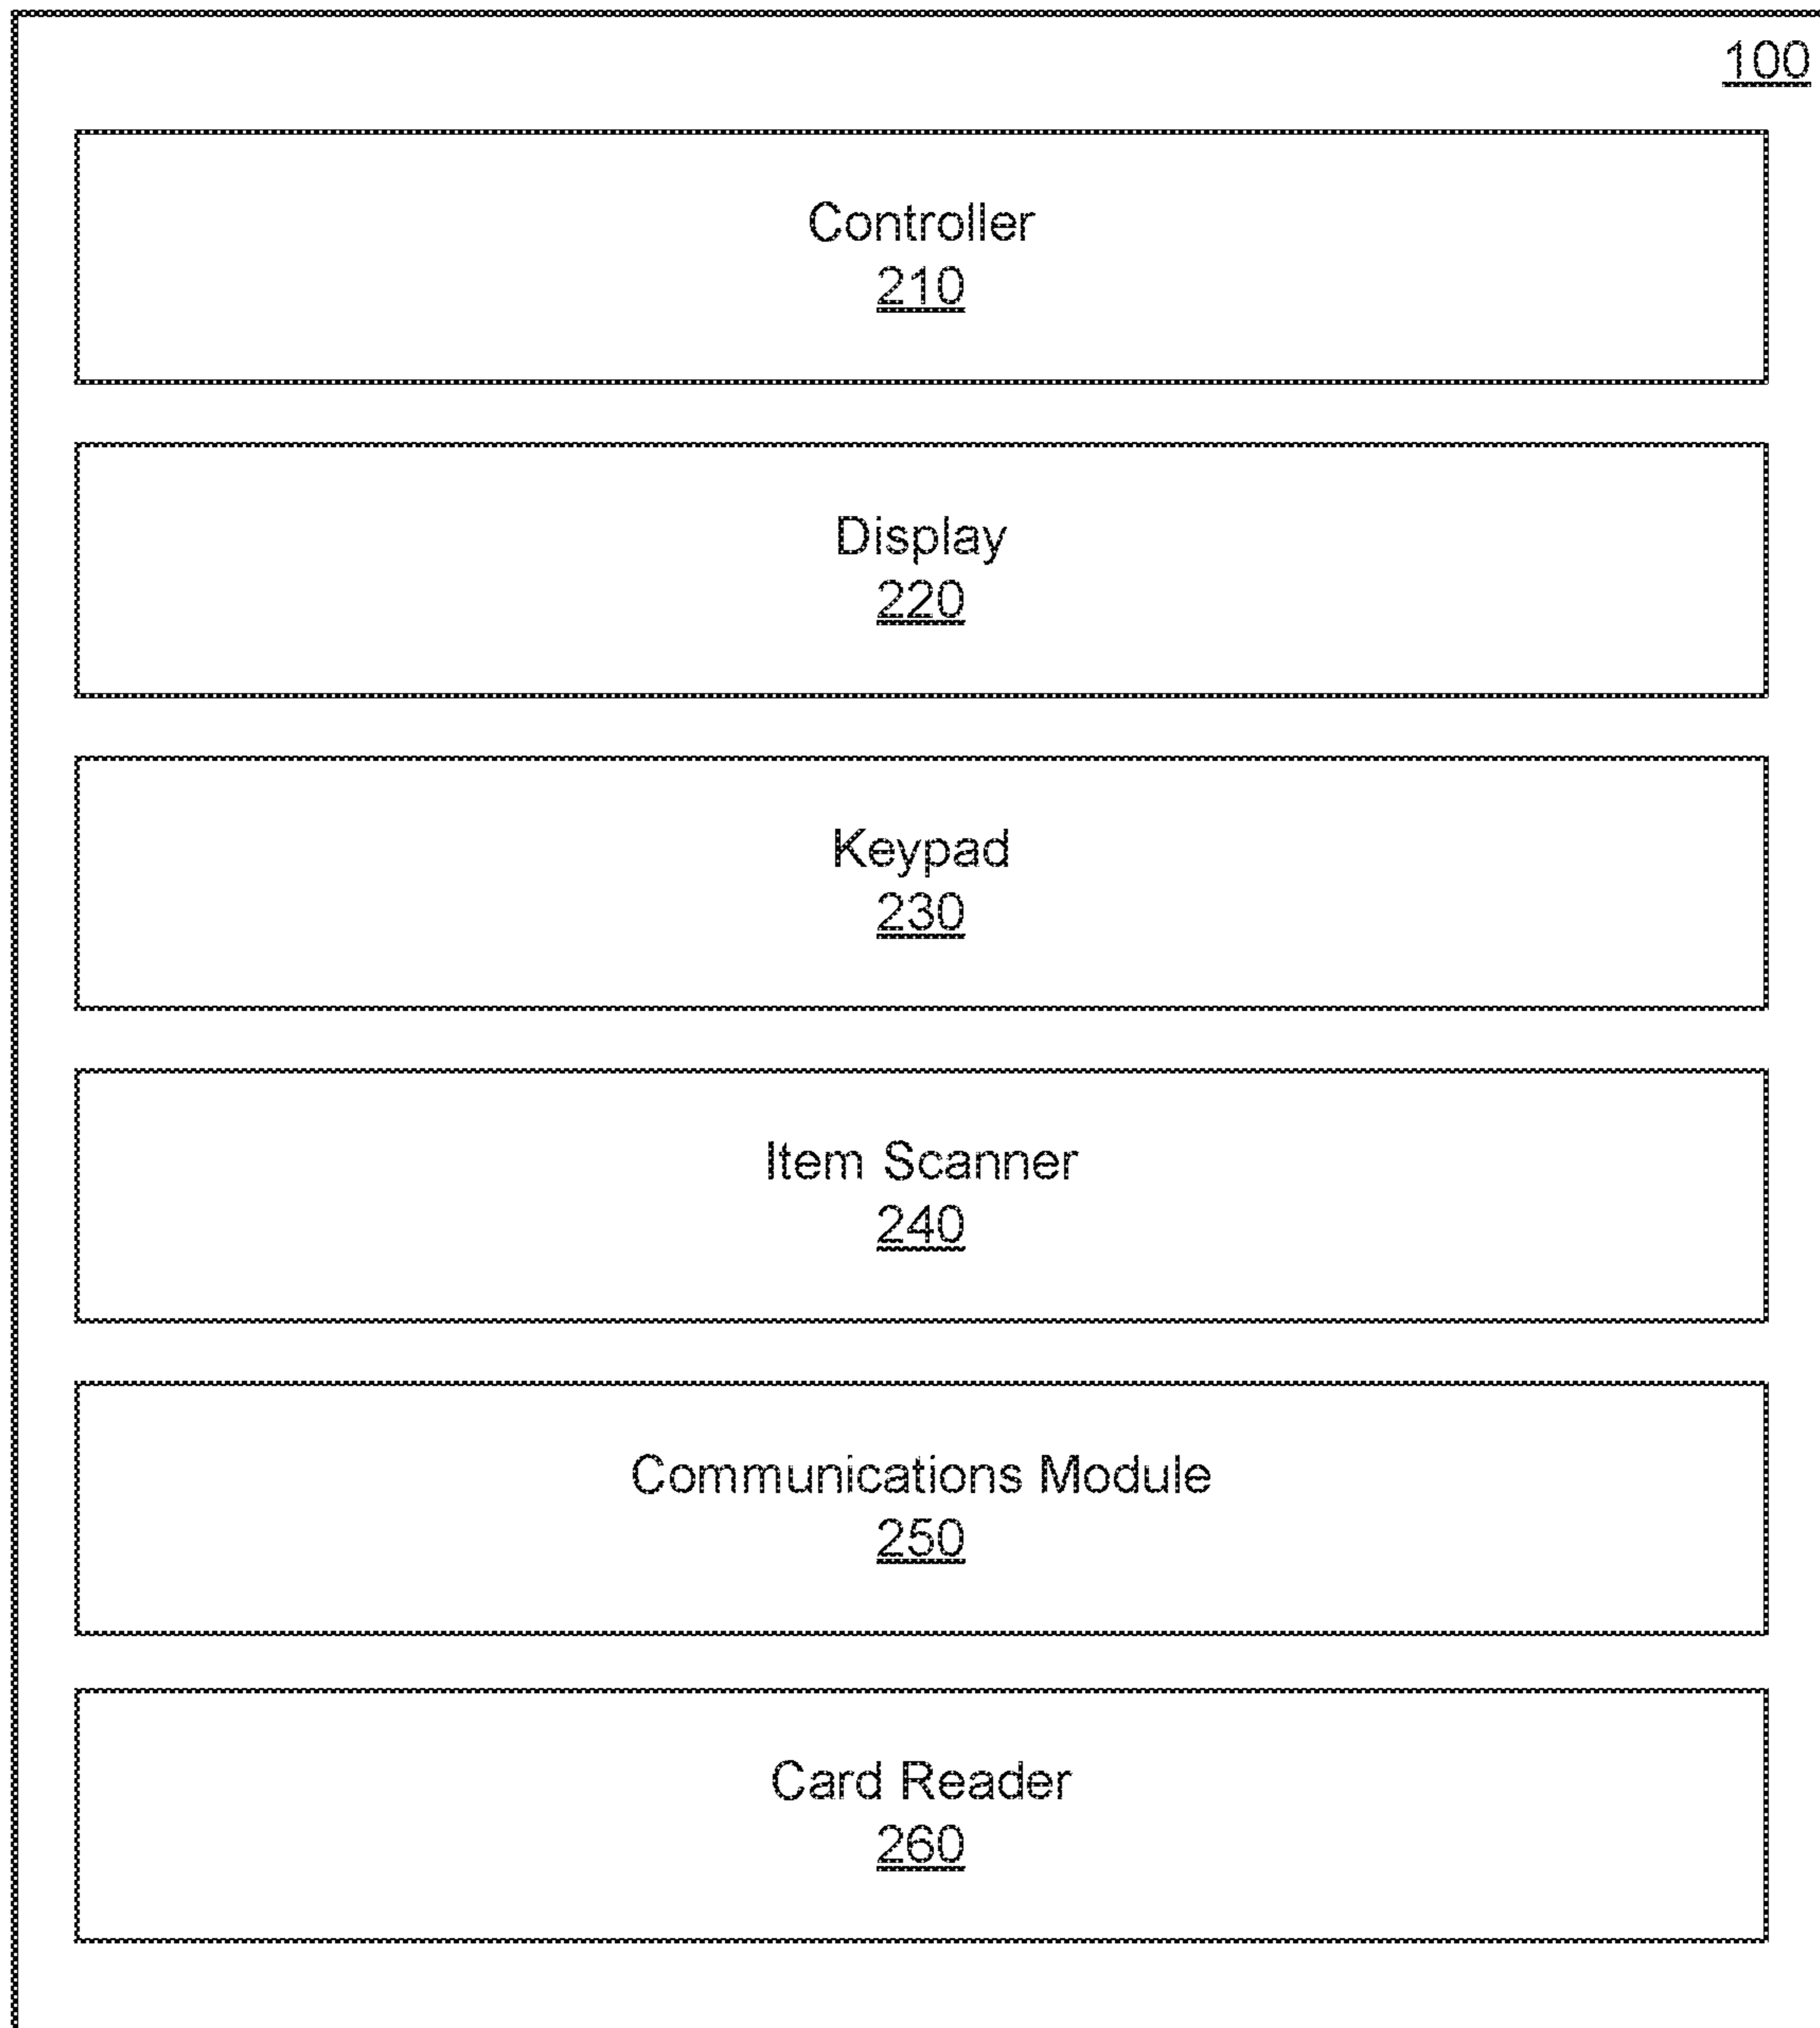 100
Controller
210
Display
220
Keypad
230
Item Scanner
240
Communications Module
250
Card Reader
260